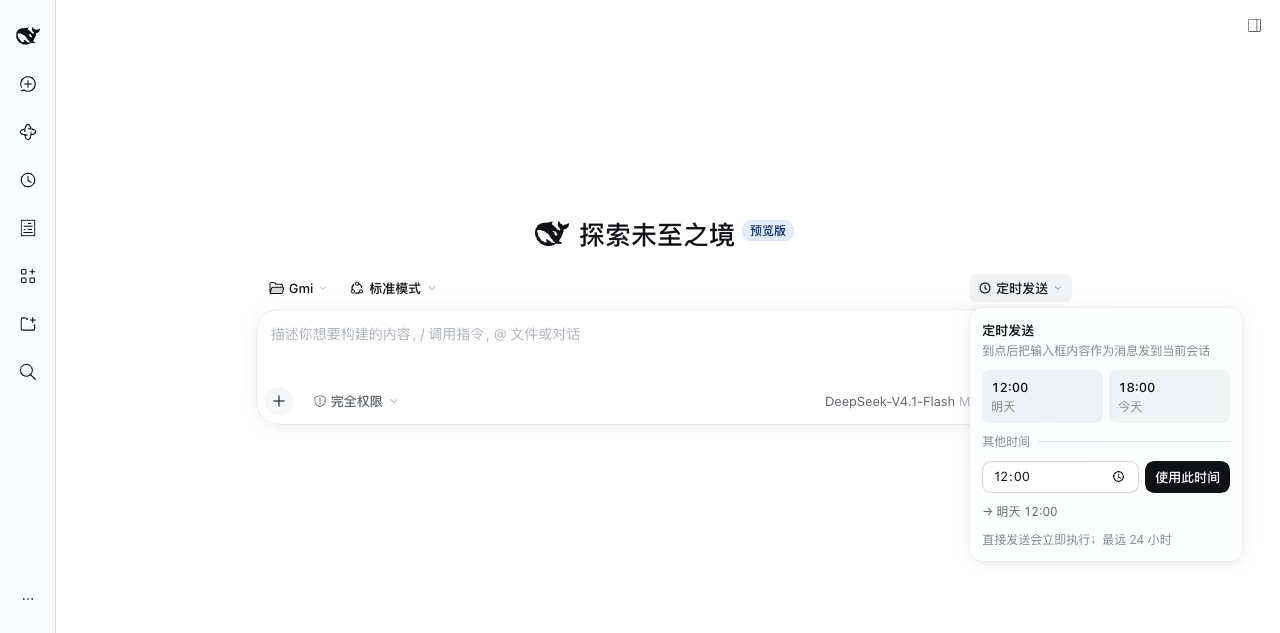 探索未至之境 预览版
Gmi 标准模式 定时发送
描述你想要构建的内容, / 调用指令, @ 文件或对话
完全权限 DeepSeek-V4.1-Flash
定时发送
到点后把输入框内容作为消息发到当前会话
12:00 18:00
明天 今天
其他时间
12:00 使用此时间
→ 明天 12:00
直接发送会立即执行；最远 24 小时
...